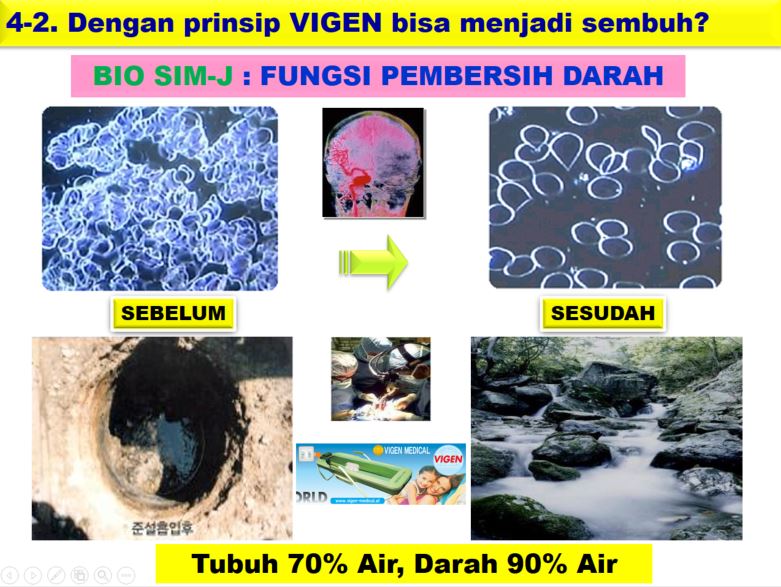 4-2. Dengan prinsip VIGEN bisa menjadi sembuh?
BIO SIM-J : FUNGSI PEMBERSIH DARAH
SEBELUM
SESUDAH
VIGEN MEDICAL
VIGEN
ORLD
www.vigen-medical.at
준설흡입후
Tubuh 70% Air, Darah 90% Air